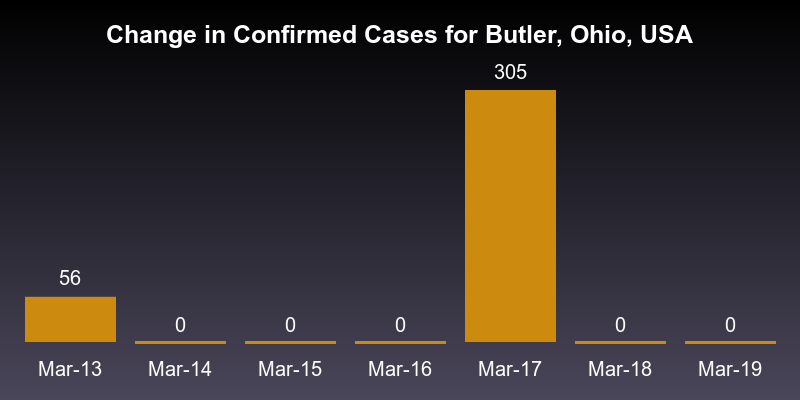 Change in Confirmed Cases for Butler, Ohio, USA
305
56
0
0
0
0
0
Mar-13
Mar-14
Mar-15
Mar-16
Mar-17
Mar-18
Mar-19